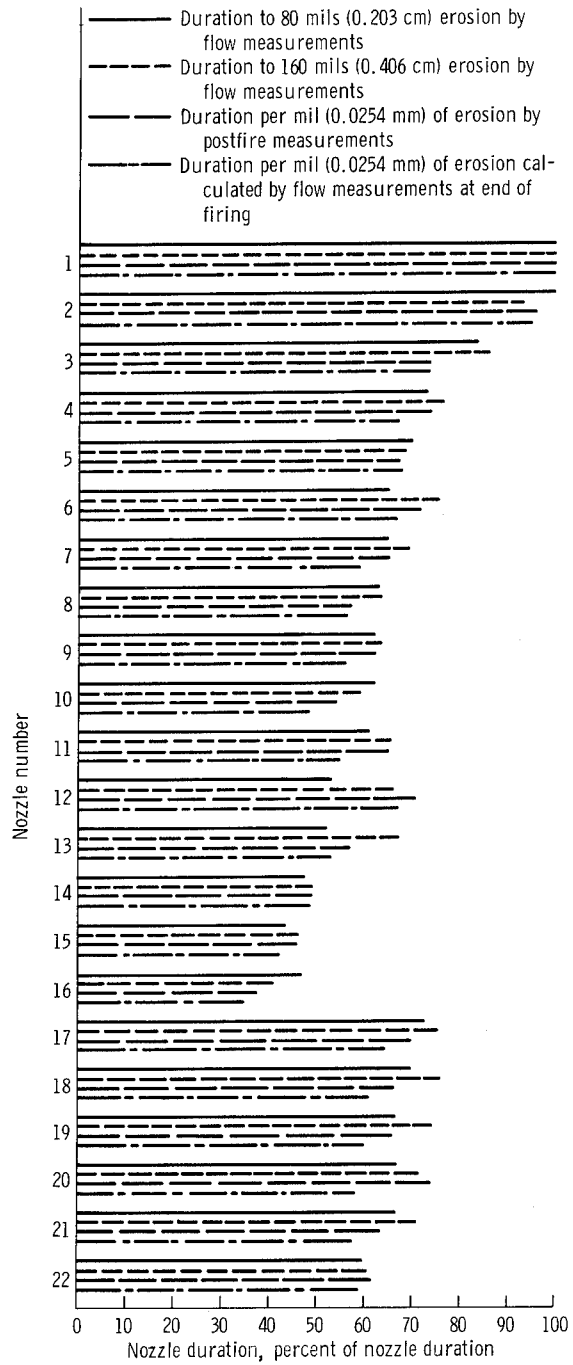 Duration to 80 mils (0.203 cm) erosion by
flow measurements
Duration to 160 mils (0.406 cm) erosion by
flow measurements
Duration per mil (0.0254 mm) of erosion by
postfire measurements
Duration per mil (0.0254 mm) of erosion cal-
culated by flow measurements at end of
firing
1
2
3
4
5
6
7
8
9
10
11
12
13
14
15
16
17
18
19
20
21
22
Nozzle number
0 10 20 30 40 50 60 70 80 90 100
Nozzle duration, percent of nozzle duration